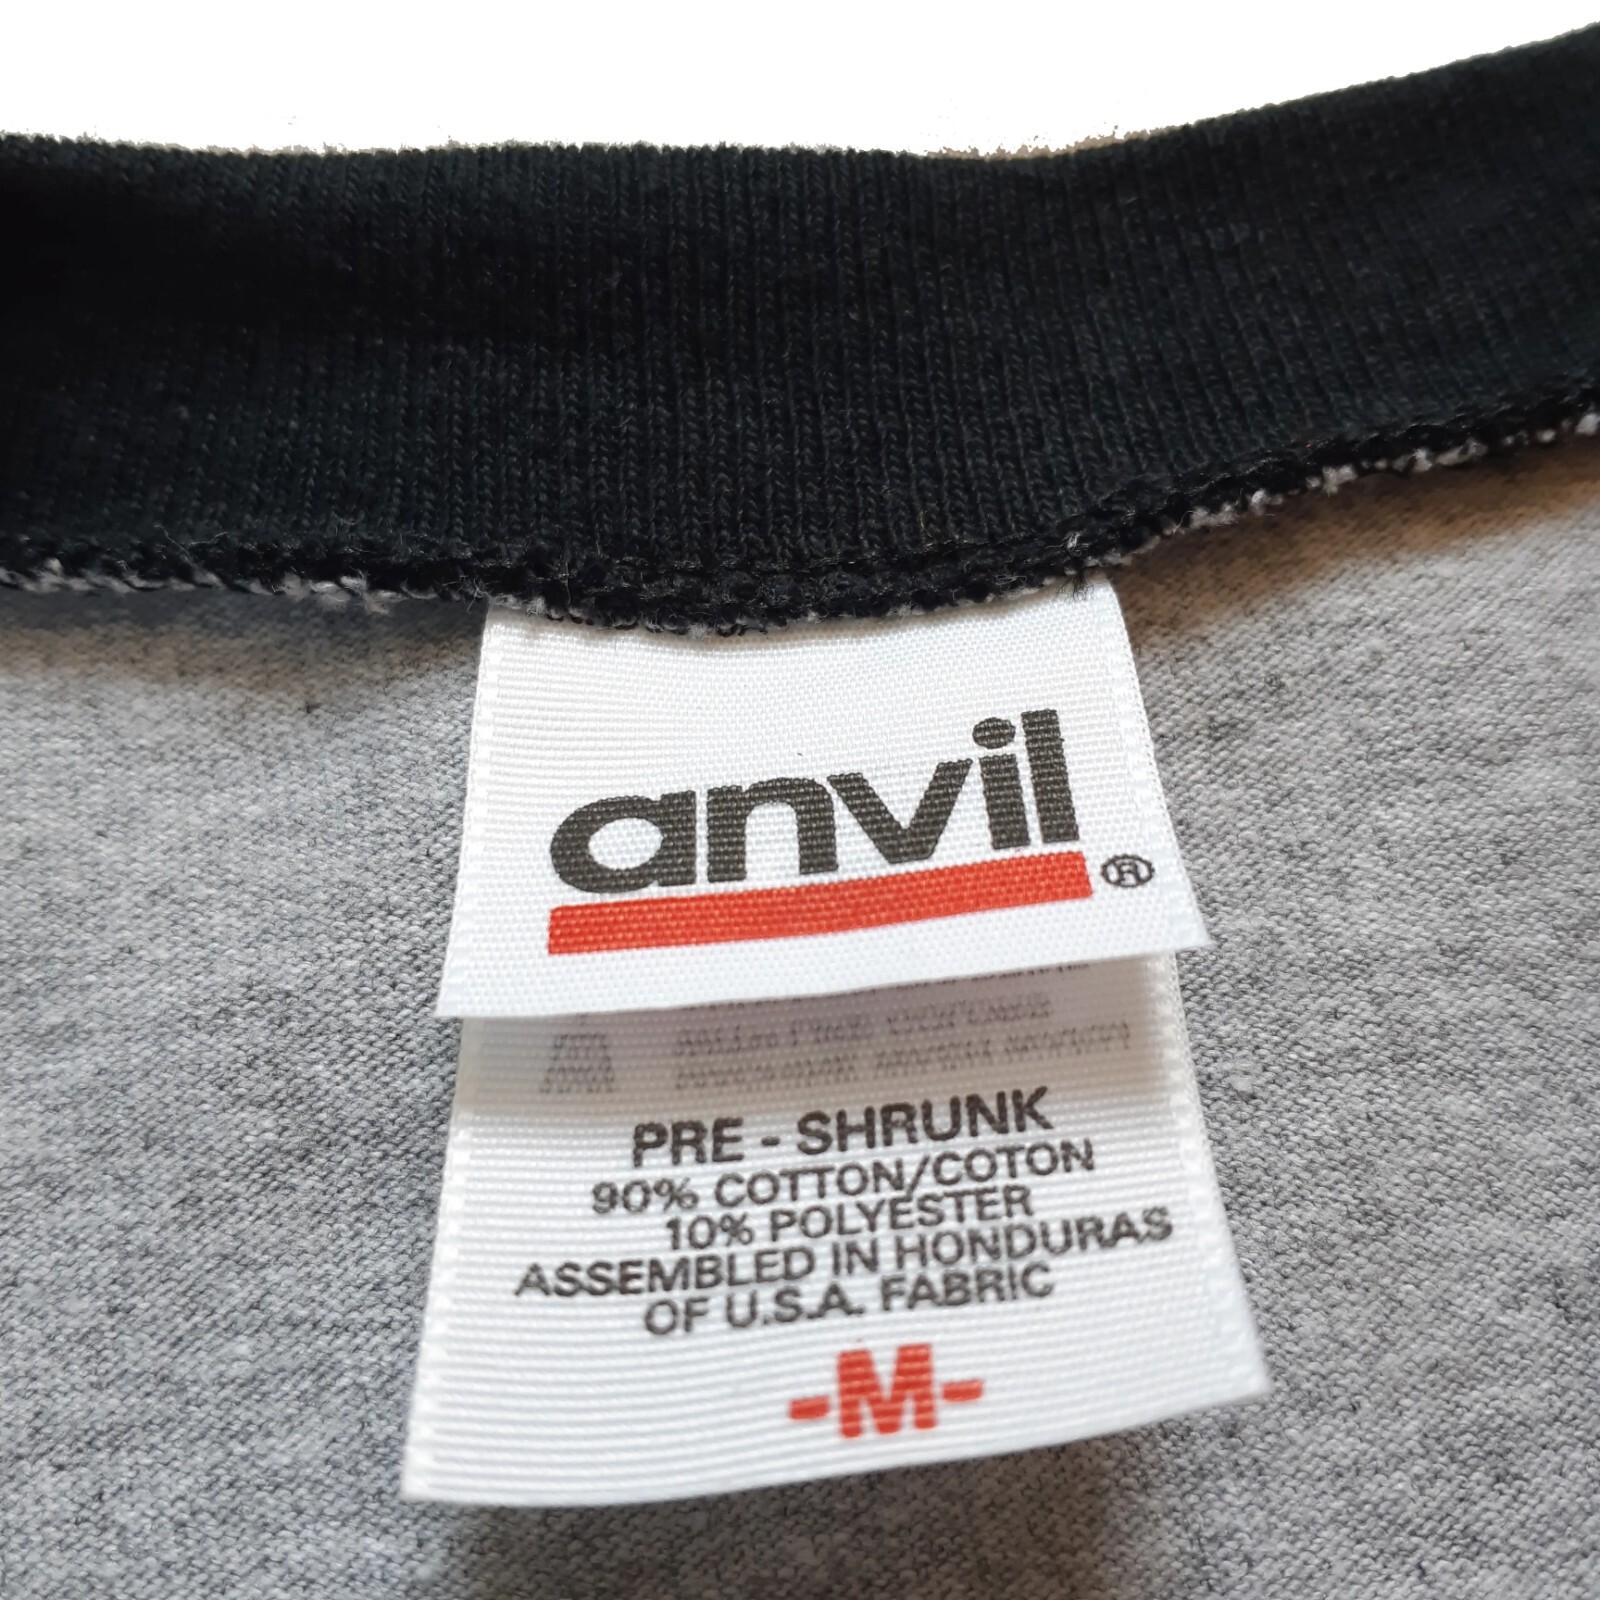 anvil®
PRE - SHRUNK
90% COTTON/COTON
10% POLYESTER
ASSEMBLED IN HONDURAS
OF U.S.A. FABRIC
-M-